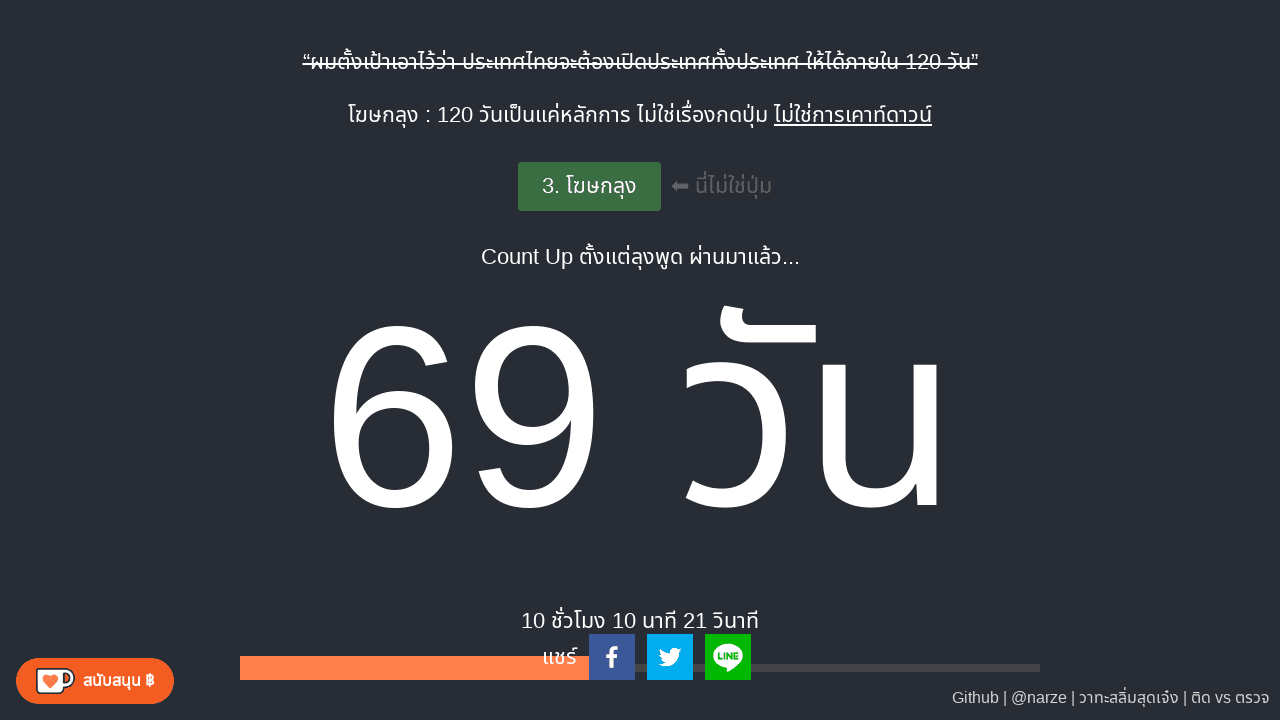 “ผมตั้งเป้าเอาไว้ว่า ประเทศไทยจะต้องเปิดประเทศทั้งประเทศ ให้ได้ภายใน 120 วัน”
โฆษกลุง : 120 วันเป็นแค่หลักการ ไม่ใช่เรื่องกดปุ่ม ไม่ใช่การเคาท์ดาวน์
3. โฆษกลุง ⬅ นี่ไม่ใช่ปุ่ม
Count Up ตั้งแต่ลุงพูด ผ่านมาแล้ว...
69 วัน
10 ชั่วโมง 10 นาที 21 วินาที
แชร์
LINE
สนับสนุน ฿
Github | @narze | วาทะสลิ่มสุดเจ๋ง | ติด vs ตรวจ